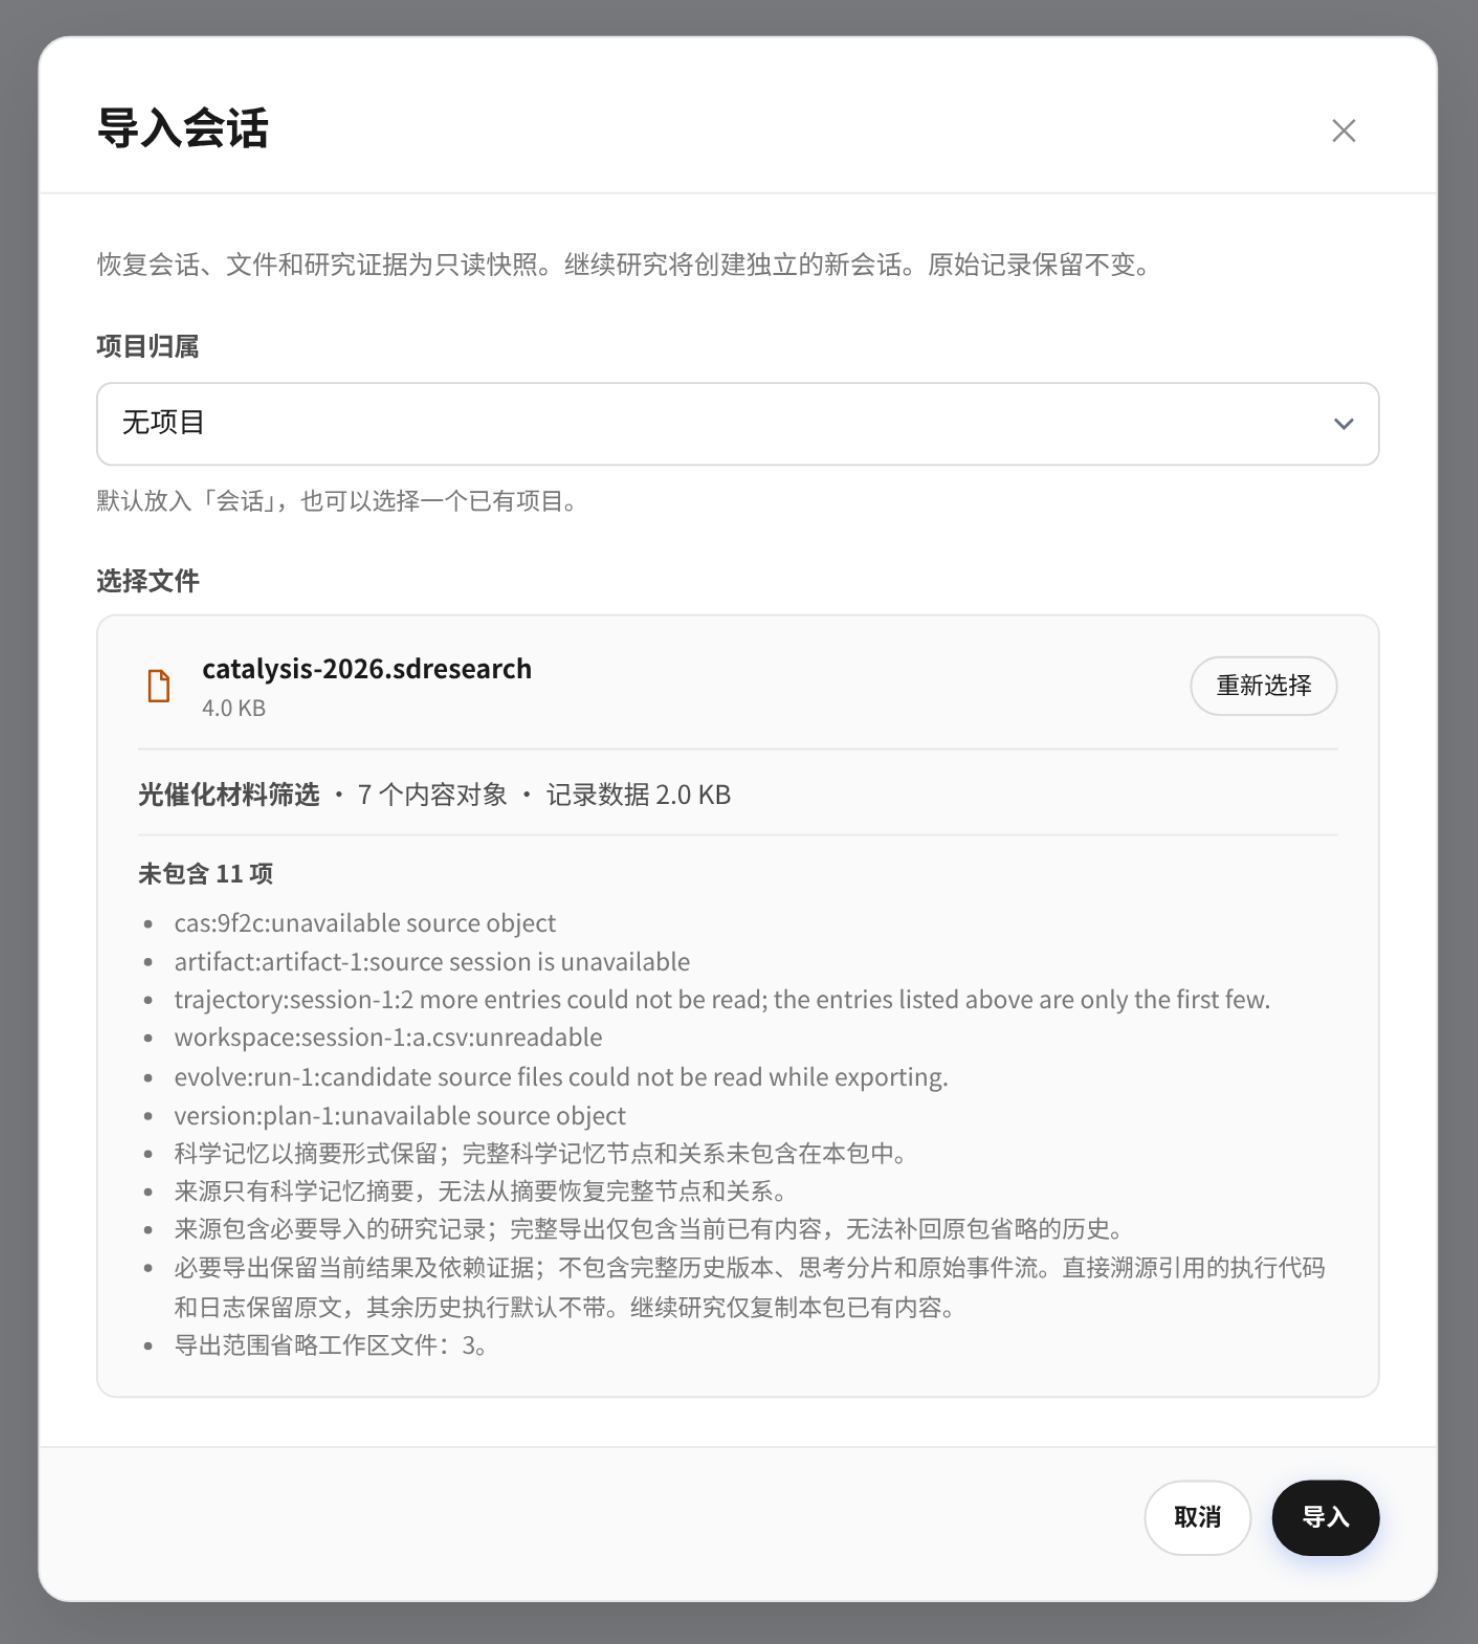 导入会话
恢复会话、文件和研究证据为只读快照。继续研究将创建独立的新会话。原始记录保留不变。
项目归属
无项目
默认放入「会话」，也可以选择一个已有项目。
选择文件
catalysis-2026.sdresearch
4.0 KB
重新选择
光催化材料筛选 · 7 个内容对象 · 记录数据 2.0 KB
未包含 11 项
• cas:9f2c:unavailable source object
• artifact:artifact-1:source session is unavailable
• trajectory:session-1:2 more entries could not be read; the entries listed above are only the first few.
• workspace:session-1:a.csv:unreadable
• evolve:run-1:candidate source files could not be read while exporting.
• version:plan-1:unavailable source object
• 科学记忆以摘要形式保留；完整科学记忆节点和关系未包含在本包中。
• 来源只有科学记忆摘要，无法从摘要恢复完整节点和关系。
• 来源包含必要导入的研究记录；完整导出仅包含当前已有内容，无法补回原包省略的历史。
• 必要导出保留当前结果及依赖证据；不包含完整历史版本、思考分片和原始事件流。直接溯源引用的执行代码
和日志保留原文，其余历史执行默认不带。继续研究仅复制本包已有内容。
• 导出范围省略工作区文件：3。
取消
导入